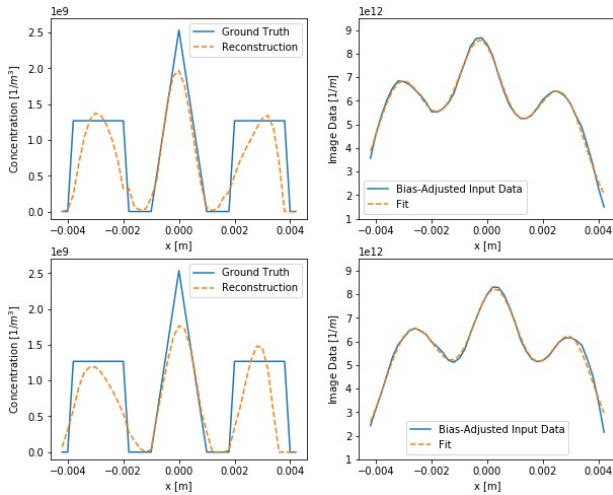 1e9
2.5
2.0
1.5
1.0
0.5
0.0
Concentration [1/m³]
Ground Truth
Reconstruction
−0.004 −0.002 0.000 0.002 0.004
x [m]
1e12
9
8
7
6
5
4
3
2
1
Image Data [1/m]
Bias-Adjusted Input Data
Fit
−0.004 −0.002 0.000 0.002 0.004
x [m]
1e9
2.5
2.0
1.5
1.0
0.5
0.0
Concentration [1/m³]
Ground Truth
Reconstruction
−0.004 −0.002 0.000 0.002 0.004
x [m]
1e12
9
8
7
6
5
4
3
2
1
Image Data [1/m]
Bias-Adjusted Input Data
Fit
−0.004 −0.002 0.000 0.002 0.004
x [m]